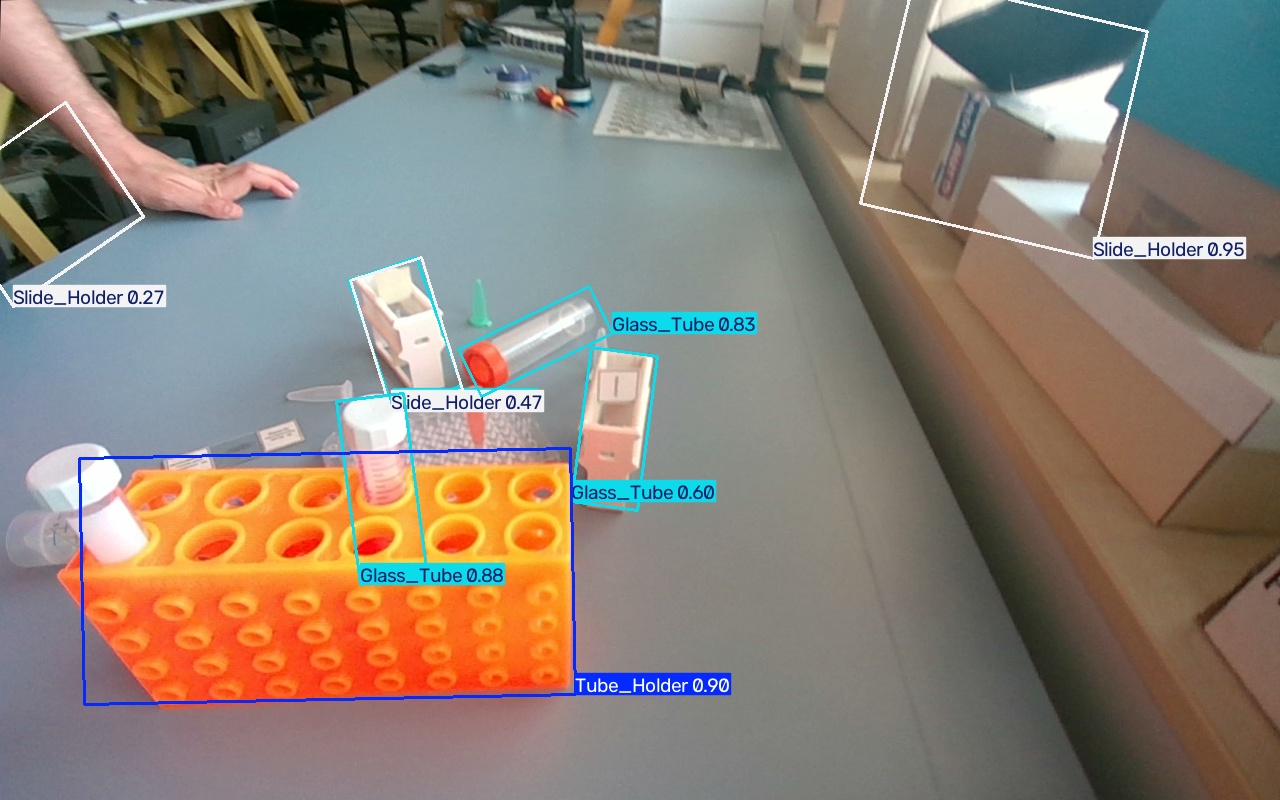 Slide_Holder 0.95
Slide_Holder 0.27
Glass_Tube 0.83
Slide_Holder 0.47
Glass_Tube 0.60
Glass_Tube 0.88
Tube_Holder 0.90